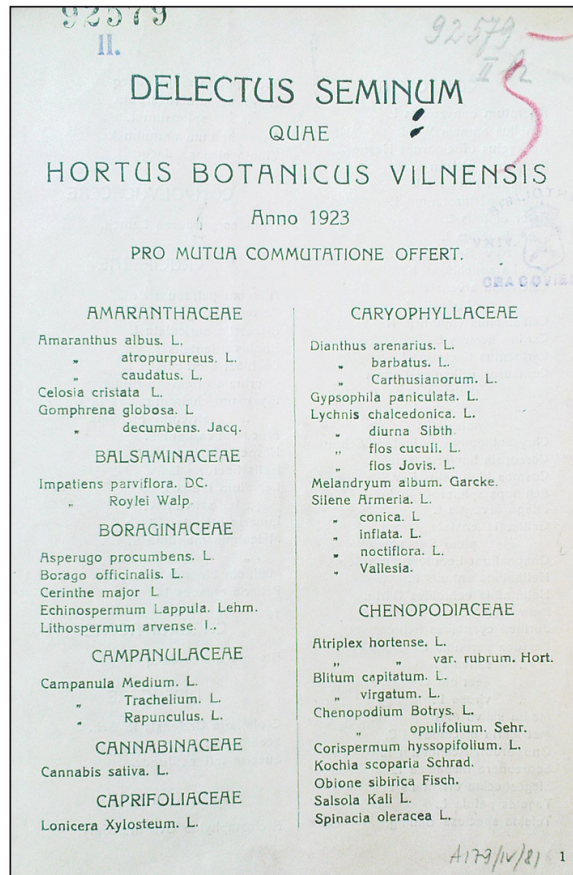 92579
II.
92579
II
DELECTUS SEMINUM
QUAE
HORTUS BOTANICUS VILNENSIS
Anno 1923
PRO MUTUA COMMUTATIONE OFFERT.
CRACOVIE
AMARANTHACEAE
Amaranthus albus. L.
„ atropurpureus. L.
„ caudatus. L.
Celosia cristata L.
Gomphrena globosa. L
„ decumbens. Jacq.
BALSAMINACEAE
Impatiens parviflora. DC.
„ Roylei Walp.
BORAGINACEAE
Asperugo procumbens. L.
Borago officinalis. L.
Cerinthe major L
Echinospermum Lappula. Lehm.
Lithospermum arvense L.
CAMPANULACEAE
Campanula Medium. L.
„ Trachelium. L.
„ Rapunculus. L.
CANNABINACEAE
Cannabis sativa. L.
CAPRIFOLIACEAE
Lonicera Xylosteum. L.
CARYOPHYLLACEAE
Dianthus arenarius. L.
„ barbatus. L.
„ Carthusianorum. L.
Gypsophila paniculata. L.
Lychnis chalcedonica. L.
„ diurna Sibth.
„ flos cuculi. L.
„ flos Jovis. L.
Melandryum album. Garcke.
Silene Armeria. L.
„ conica. L
„ inflata. L.
„ noctiflora. L.
„ Vallesia.
CHENOPODIACEAE
Atriplex hortense. L.
„ „ var. rubrum. Hort.
Blitum capitatum. L.
„ virgatum. L.
Chenopodium Botrys. L.
„ opulifolium. Sehr.
Corispermum hyssopifolium. L.
Kochia scoparia Schrad.
Obione sibirica Fisch.
Salsola Kali L.
Spinacia oleracea L.
A179/IV/81
1